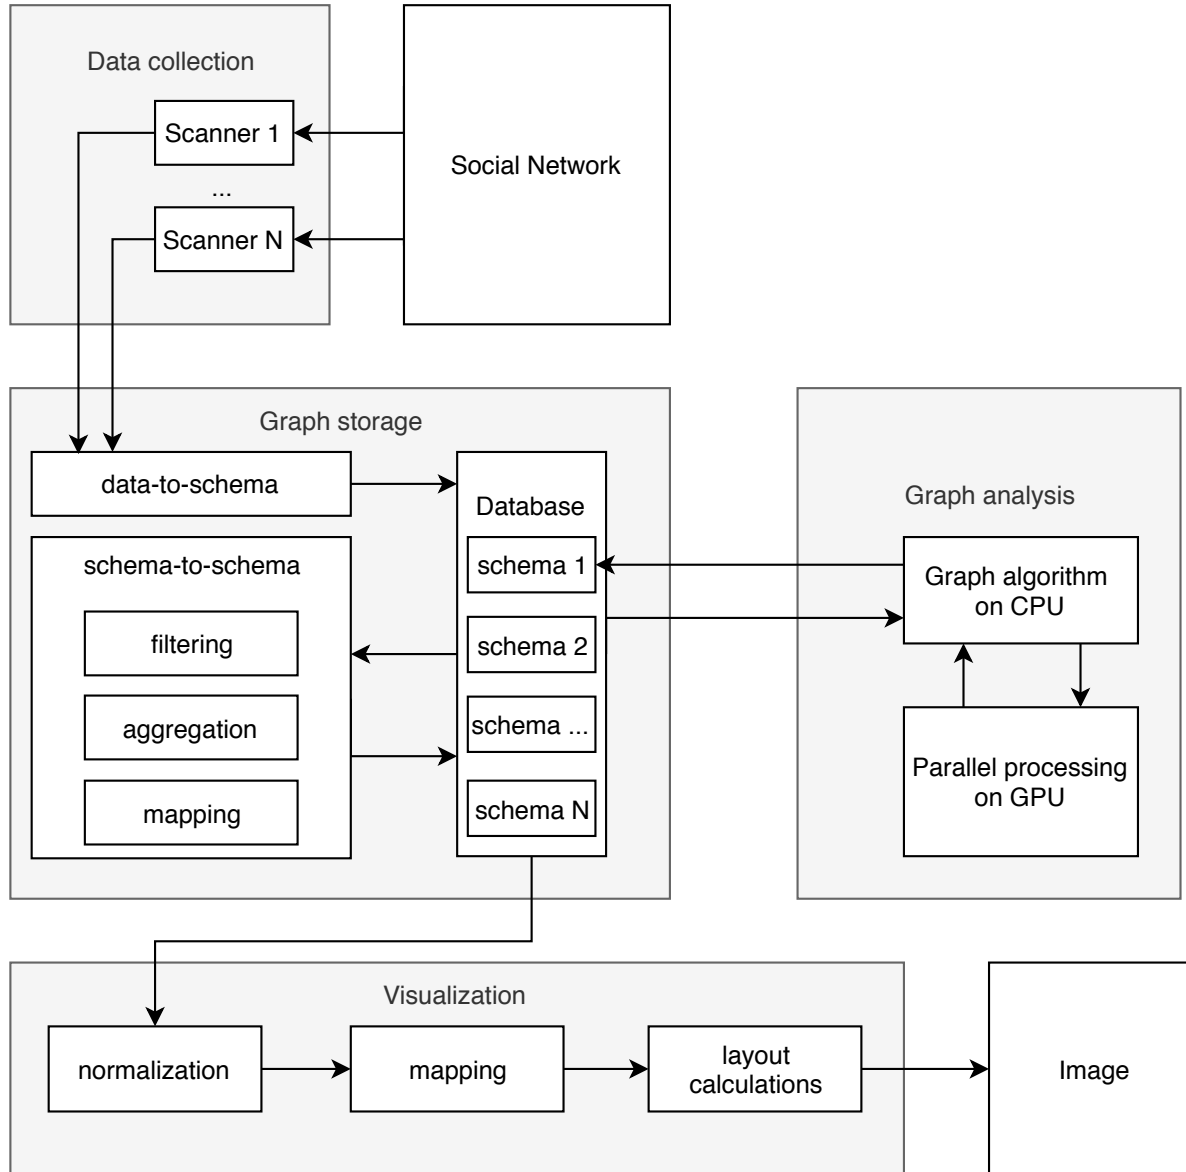 Data collection
Scanner 1
...
Scanner N
Social Network
Graph storage
data-to-schema
schema-to-schema
filtering
aggregation
mapping
Database
schema 1
schema 2
schema ...
schema N
Graph analysis
Graph algorithm
on CPU
Parallel processing
on GPU
Visualization
normalization
mapping
layout
calculations
Image